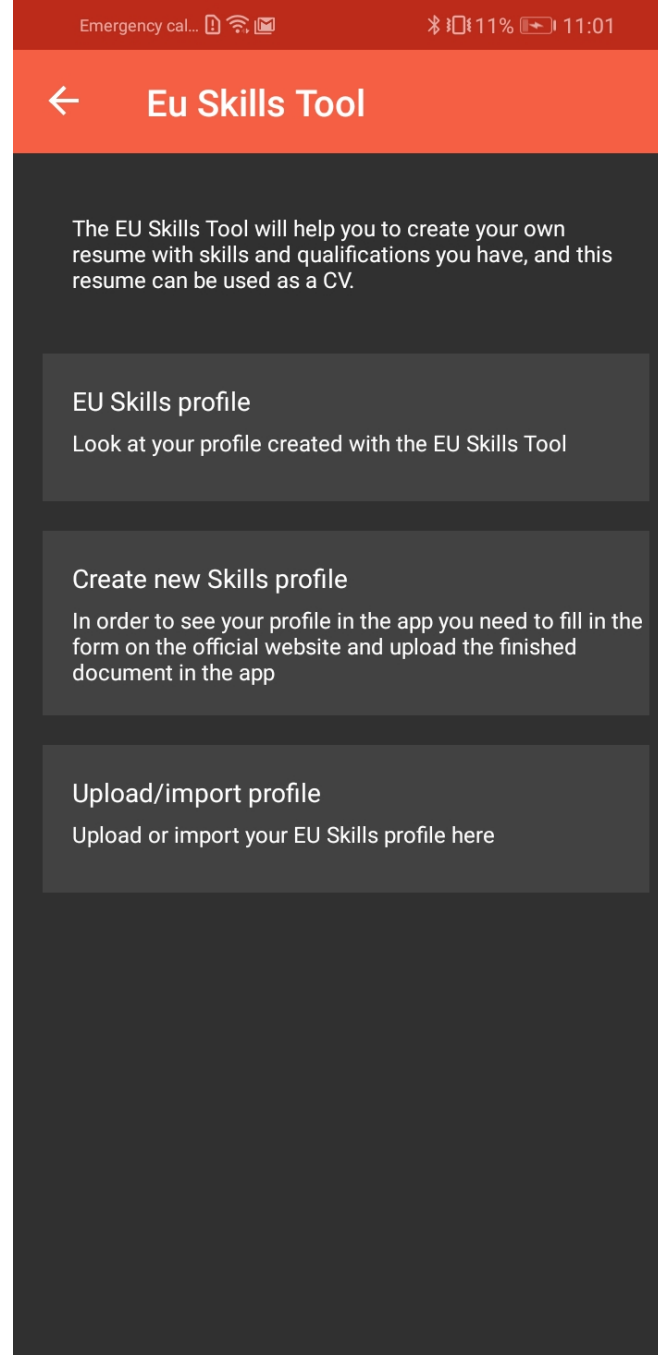 Emergency cal... 11% 11:01
Eu Skills Tool
The EU Skills Tool will help you to create your own
resume with skills and qualifications you have, and this
resume can be used as a CV.
EU Skills profile
Look at your profile created with the EU Skills Tool
Create new Skills profile
In order to see your profile in the app you need to fill in the
form on the official website and upload the finished
document in the app
Upload/import profile
Upload or import your EU Skills profile here